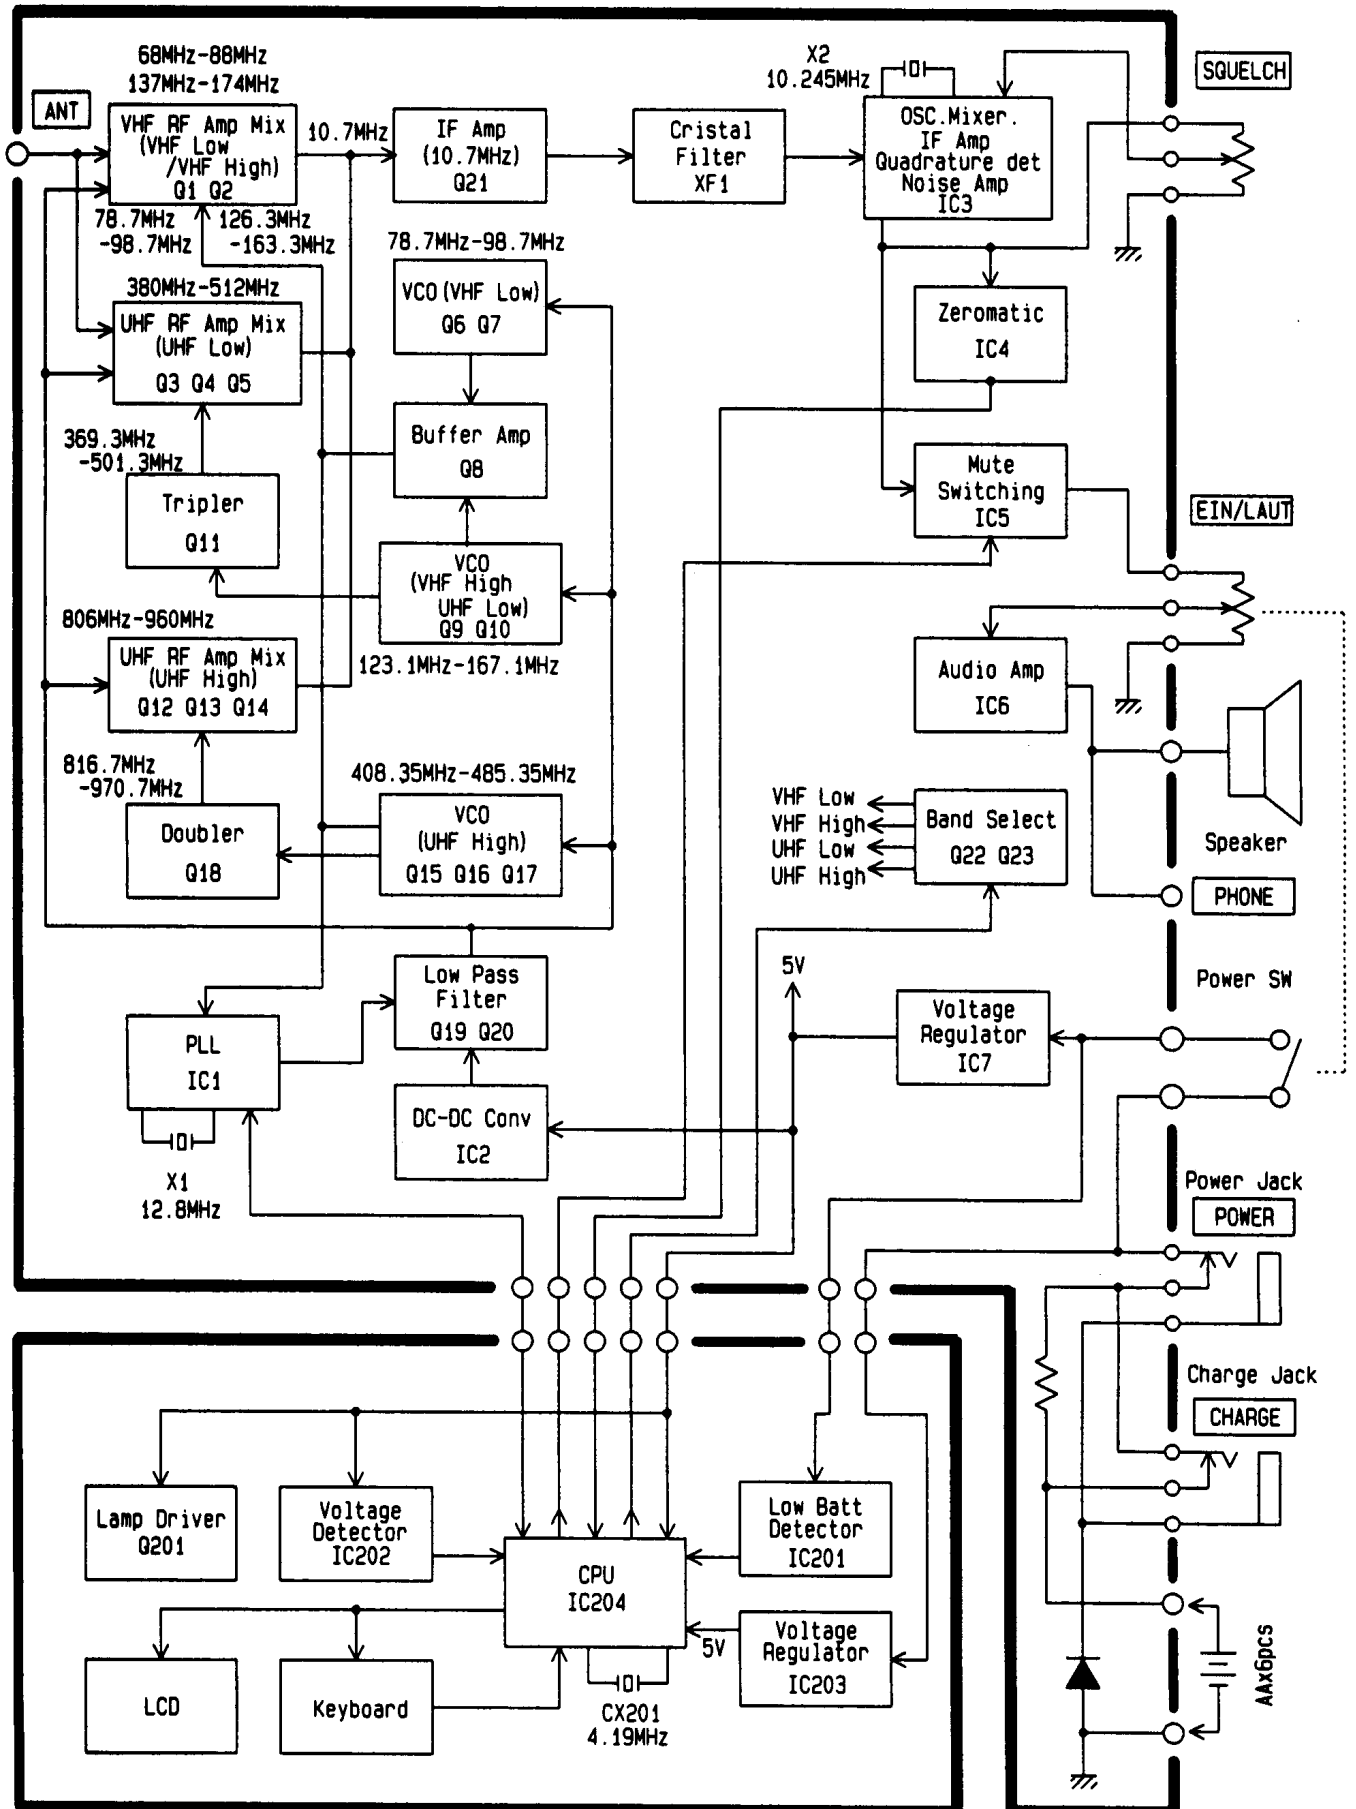 68MHz-88MHz
137MHz-174MHz
ANT
VHF RF Amp Mix
(VHF Low
/VHF High)
Q1 Q2
10.7MHz
IF Amp
(10.7MHz)
Q21
Cristal
Filter
XF1
X2
10.245MHz
OSC.Mixer.
IF Amp
Quadrature det
Noise Amp
IC3
SQUELCH
78.7MHz
-98.7MHz
126.3MHz
-163.3MHz
78.7MHz-98.7MHz
VCO(VHF Low)
Q6 Q7
380MHz-512MHz
UHF RF Amp Mix
(UHF Low)
Q3 Q4 Q5
Zeromatic
IC4
Buffer Amp
Q8
369.3MHz
-501.3MHz
Tripler
Q11
Mute
Switching
IC5
EIN/LAUT
VCO
(VHF High
UHF Low)
Q9 Q10
123.1MHz-167.1MHz
806MHz-960MHz
UHF RF Amp Mix
(UHF High)
Q12 Q13 Q14
Audio Amp
IC6
816.7MHz
-970.7MHz
Doubler
Q18
408.35MHz-485.35MHz
VCO
(UHF High)
Q15 Q16 Q17
VHF Low
VHF High
UHF Low
UHF High
Band Select
Q22 Q23
Speaker
PHONE
Low Pass
Filter
Q19 Q20
5V
Voltage
Regulator
IC7
Power SW
PLL
IC1
DC-DC Conv
IC2
X1
12.8MHz
Power Jack
POWER
Charge Jack
CHARGE
Lamp Driver
Q201
Voltage
Detector
IC202
CPU
IC204
Low Batt
Detector
IC201
5V
Voltage
Regulator
IC203
LCD
Keyboard
CX201
4.19MHz
AAx6pcs